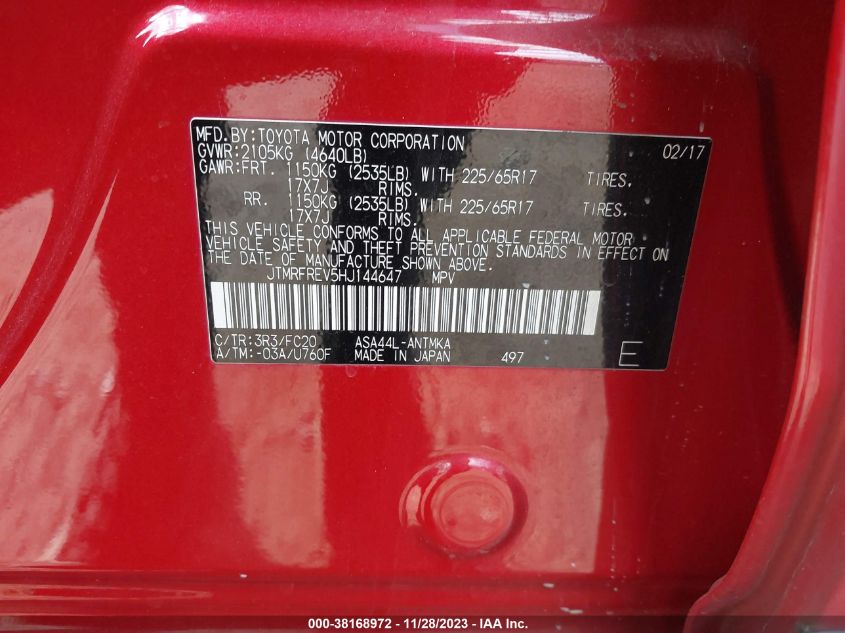 MFD.BY:TOYOTA MOTOR CORPORATION 02/17
GVWR:2105KG (4640LB)
GAWR:FRT. 1150KG (2535LB) WITH 225/65R17 TIRES.
17X7J RIMS.
RR. 1150KG (2535LB) WITH 225/65R17 TIRES.
17X7J RIMS.
THIS VEHICLE CONFORMS TO ALL APPLICABLE FEDERAL MOTOR
VEHICLE SAFETY AND THEFT PREVENTION STANDARDS IN EFFECT ON
THE DATE OF MANUFACTURE SHOWN ABOVE.
JTMRFREV5HJ144647 MPV
C/TR:3R3/FC20 ASA44L-ANTMKA
A/TM:-03A/U760F MADE IN JAPAN 497 E
000-38168972 - 11/28/2023 - IAA Inc.